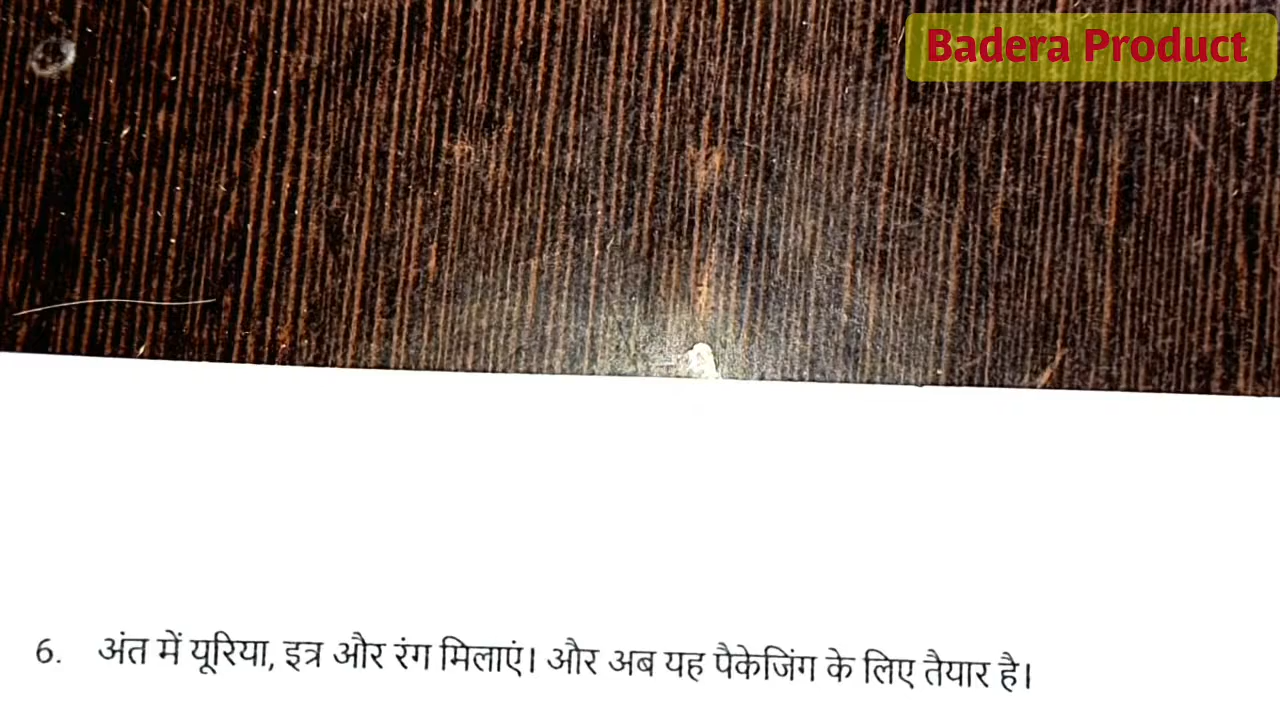 Badera Product
6. अंत में यूरिया, इत्र और रंग मिलाएं। और अब यह पैकेजिंग के लिए तैयार है।